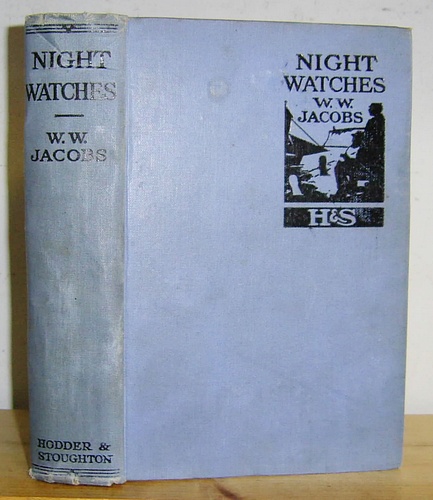 NIGHT
WATCHES
W.W.
JACOBS
HODDER &
STOUGHTON
NIGHT
WATCHES
W. W.
JACOBS
H&S